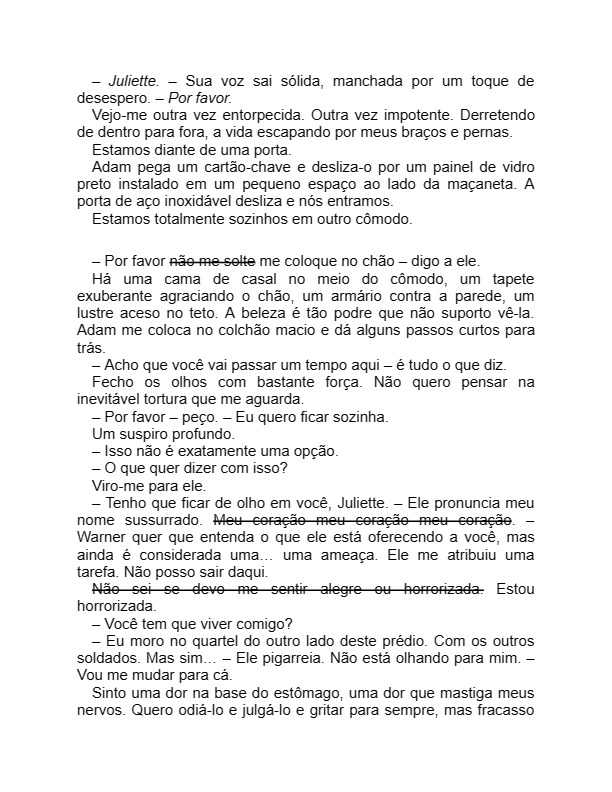 – Juliette. – Sua voz sai sólida, manchada por um toque de
desespero. – Por favor.
Vejo-me outra vez entorpecida. Outra vez impotente. Derretendo
de dentro para fora, a vida escapando por meus braços e pernas.
Estamos diante de uma porta.
Adam pega um cartão-chave e desliza-o por um painel de vidro
preto instalado em um pequeno espaço ao lado da maçaneta. A
porta de aço inoxidável desliza e nós entramos.
Estamos totalmente sozinhos em outro cômodo.
– Por favor não me solte me coloque no chão – digo a ele.
Há uma cama de casal no meio do cômodo, um tapete
exuberante agraciando o chão, um armário contra a parede, um
lustre aceso no teto. A beleza é tão podre que não suporto vê-la.
Adam me coloca no colchão macio e dá alguns passos curtos para
trás.
– Acho que você vai passar um tempo aqui – é tudo o que diz.
Fecho os olhos com bastante força. Não quero pensar na
inevitável tortura que me aguarda.
– Por favor – peço. – Eu quero ficar sozinha.
Um suspiro profundo.
– Isso não é exatamente uma opção.
– O que quer dizer com isso?
Viro-me para ele.
– Tenho que ficar de olho em você, Juliette. – Ele pronuncia meu
nome sussurrado. Meu coração meu coração meu coração. –
Warner quer que entenda o que ele está oferecendo a você, mas
ainda é considerada uma… uma ameaça. Ele me atribuiu uma
tarefa. Não posso sair daqui.
Não sei se devo me sentir alegre ou horrorizada. Estou
horrorizada.
– Você tem que viver comigo?
– Eu moro no quartel do outro lado deste prédio. Com os outros
soldados. Mas sim… – Ele pigarreia. Não está olhando para mim. –
Vou me mudar para cá.
Sinto uma dor na base do estômago, uma dor que mastiga meus
nervos. Quero odiá-lo e julgá-lo e gritar para sempre, mas fracasso